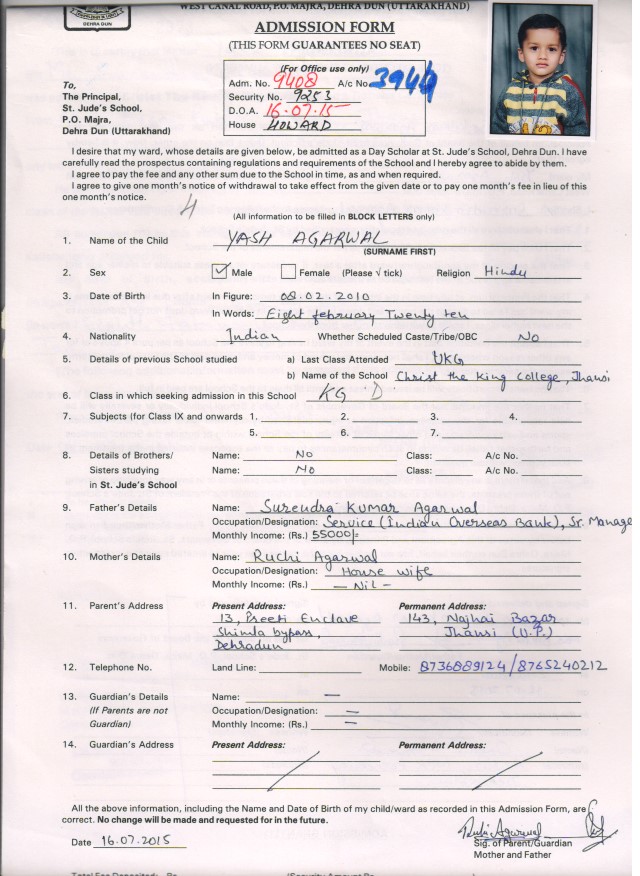 DEHRA DUN
WEST CANAL ROAD, P.O. MAJRA, DEHRA DUN (UTTARAKHAND)
ADMISSION FORM
(THIS FORM GUARANTEES NO SEAT)
(For Office use only)
Adm. No. 9408 A/c No. 3944
Security No. 9253
D.O.A. 16-07-15
House HOWARD
To,
The Principal,
St. Jude's School,
P.O. Majra,
Dehra Dun (Uttarakhand)
I desire that my ward, whose details are given below, be admitted as a Day Scholar at St. Jude's School, Dehra Dun. I have
carefully read the prospectus containing regulations and requirements of the School and I hereby agree to abide by them.
I agree to pay the fee and any other sum due to the School in time, as and when required.
I agree to give one month's notice of withdrawal to take effect from the given date or to pay one month's fee in lieu of this
one month's notice.
(All information to be filled in BLOCK LETTERS only)
1. Name of the Child YASH AGARWAL
(SURNAME FIRST)
2. Sex ✓ Male Female (Please √ tick) Religion Hindu
3. Date of Birth In Figure: 08.02.2010
In Words: Eight february Twenty ten
4. Nationality Indian Whether Scheduled Caste/Tribe/OBC No
5. Details of previous School studied a) Last Class Attended UKG
b) Name of the School Christ the King College, Jhansi
6. Class in which seeking admission in this School KG D
7. Subjects (for Class IX and onwards 1. 2. 3. 4.
5. 6. 7.
8. Details of Brothers/ Name: No Class: A/c No.
Sisters studying Name: No Class: A/c No.
in St. Jude's School
9. Father's Details Name: Surendra Kumar Agarwal
Occupation/Designation: Service (Indian Overseas Bank), Sr. Manage
Monthly Income: (Rs.) 55000/=
10. Mother's Details Name: Ruchi Agarwal
Occupation/Designation: House wife
Monthly Income: (Rs.) — Nil —
11. Parent's Address Present Address: Permanent Address:
13, Preeti Enclave 143, Najhai Bazar
Shimla bypass, Jhansi (U.P.)
Dehradun
12. Telephone No. Land Line: Mobile: 8736889124/8765240212
13. Guardian's Details Name: —
(If Parents are not Occupation/Designation: —
Guardian) Monthly Income: (Rs.) —
14. Guardian's Address Present Address: Permanent Address:
All the above information, including the Name and Date of Birth of my child/ward as recorded in this Admission Form, are
correct. No change will be made and requested for in the future.
Date 16.07.2015 Ruchi Agarwal
Sig. of Parent/Guardian
Mother and Father